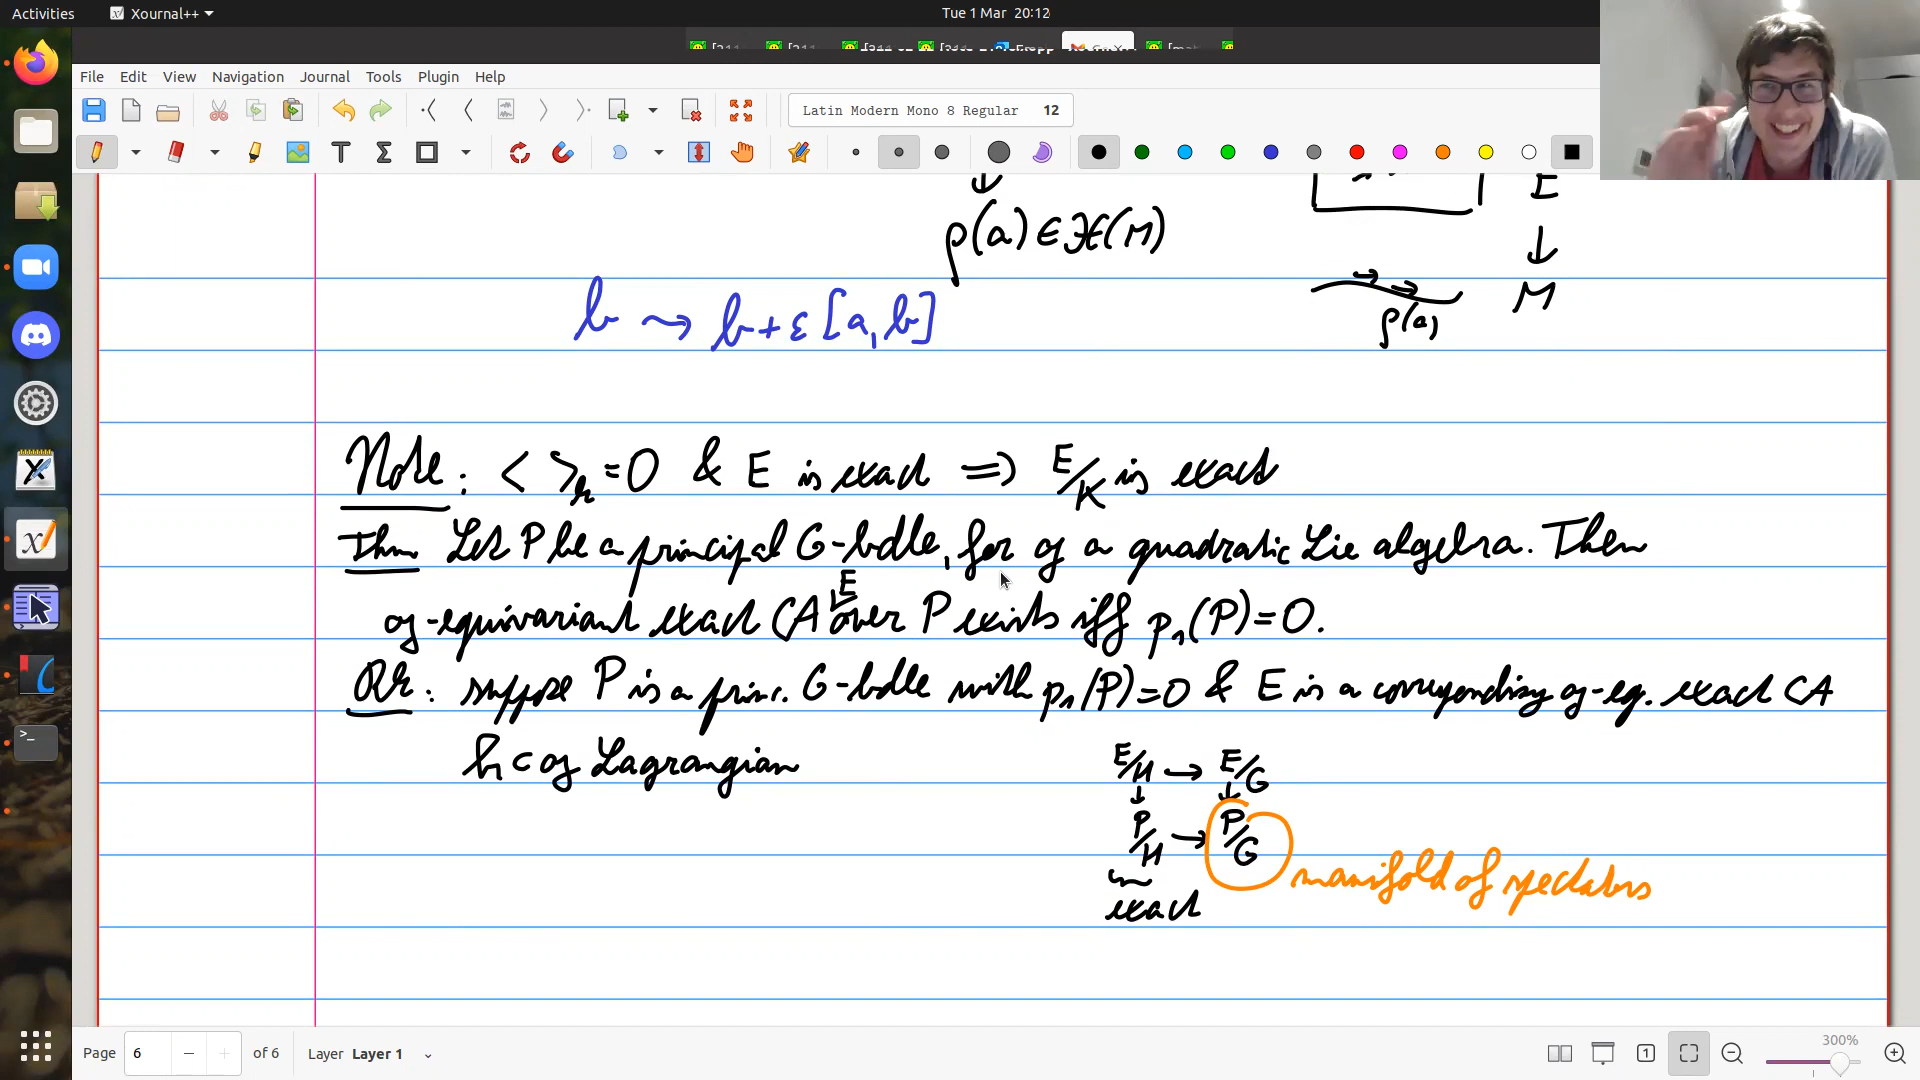 Activities Xournal++ Tue 1 Mar 20:12
File Edit View Navigation Journal Tools Plugin Help
Latin Modern Mono 8 Regular 12
E
↓
ρ(a) ∈ 𝔛(M)
↓
M
ρ(a)
b ⇝ b + ε[a, b]
Note: < >_k = 0 & E is exact ⇒ E/K is exact
Thm Let P be a principal G-bdle, for 𝔤 a quadratic Lie algebra. Then
𝔤-equivariant exact CA E over P exists iff p₁(P) = 0.
suppose P is a princ. G-bdle with p₁(P) = 0 & E is a corresponding 𝔤-eq. exact CA
𝔥 ⊂ 𝔤 Lagrangian
E/H → E/G
↓ ↓
P/H → P/G
manifold of spectators
exact
Page 6 of 6 Layer Layer 1 300%